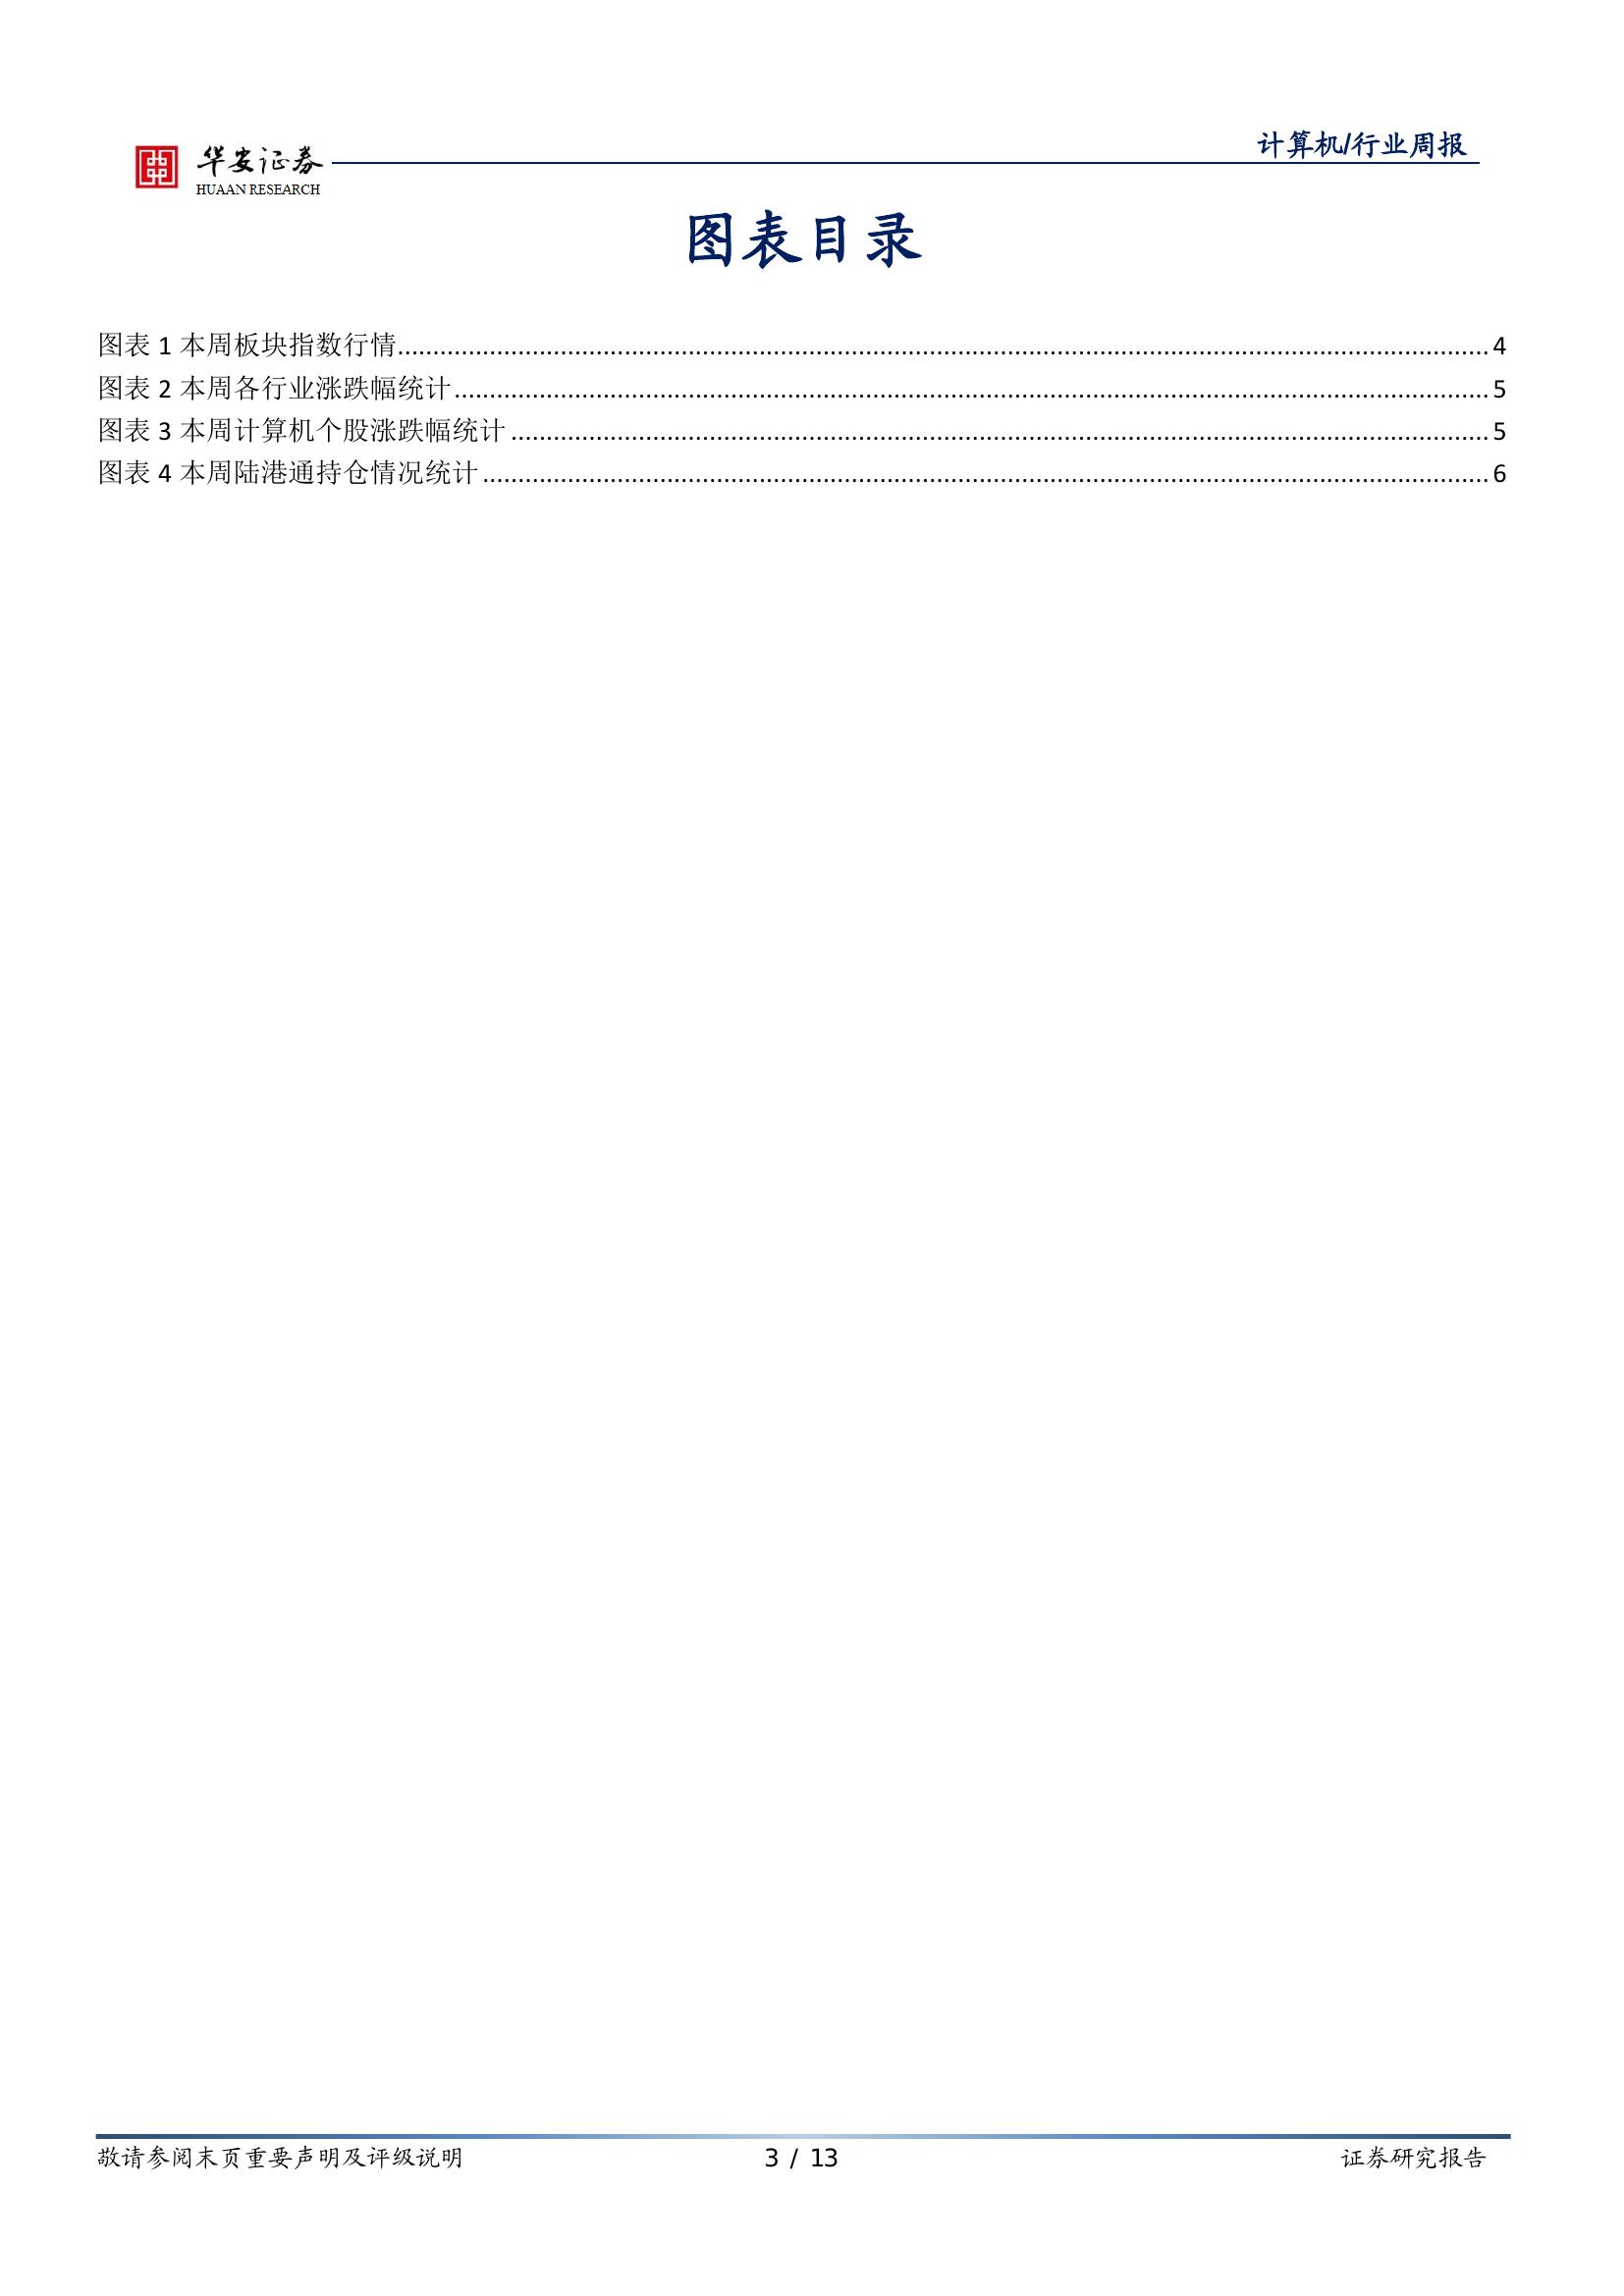 华安证券
HUAAN RESEARCH
计算机/行业周报
图表目录
图表 1 本周板块指数行情........................................................................................................ 4
图表 2 本周各行业涨跌幅统计........................................................................................................ 5
图表 3 本周计算机个股涨跌幅统计........................................................................................................ 5
图表 4 本周陆港通持仓情况统计........................................................................................................ 6
敬请参阅末页重要声明及评级说明
3 / 13
证券研究报告